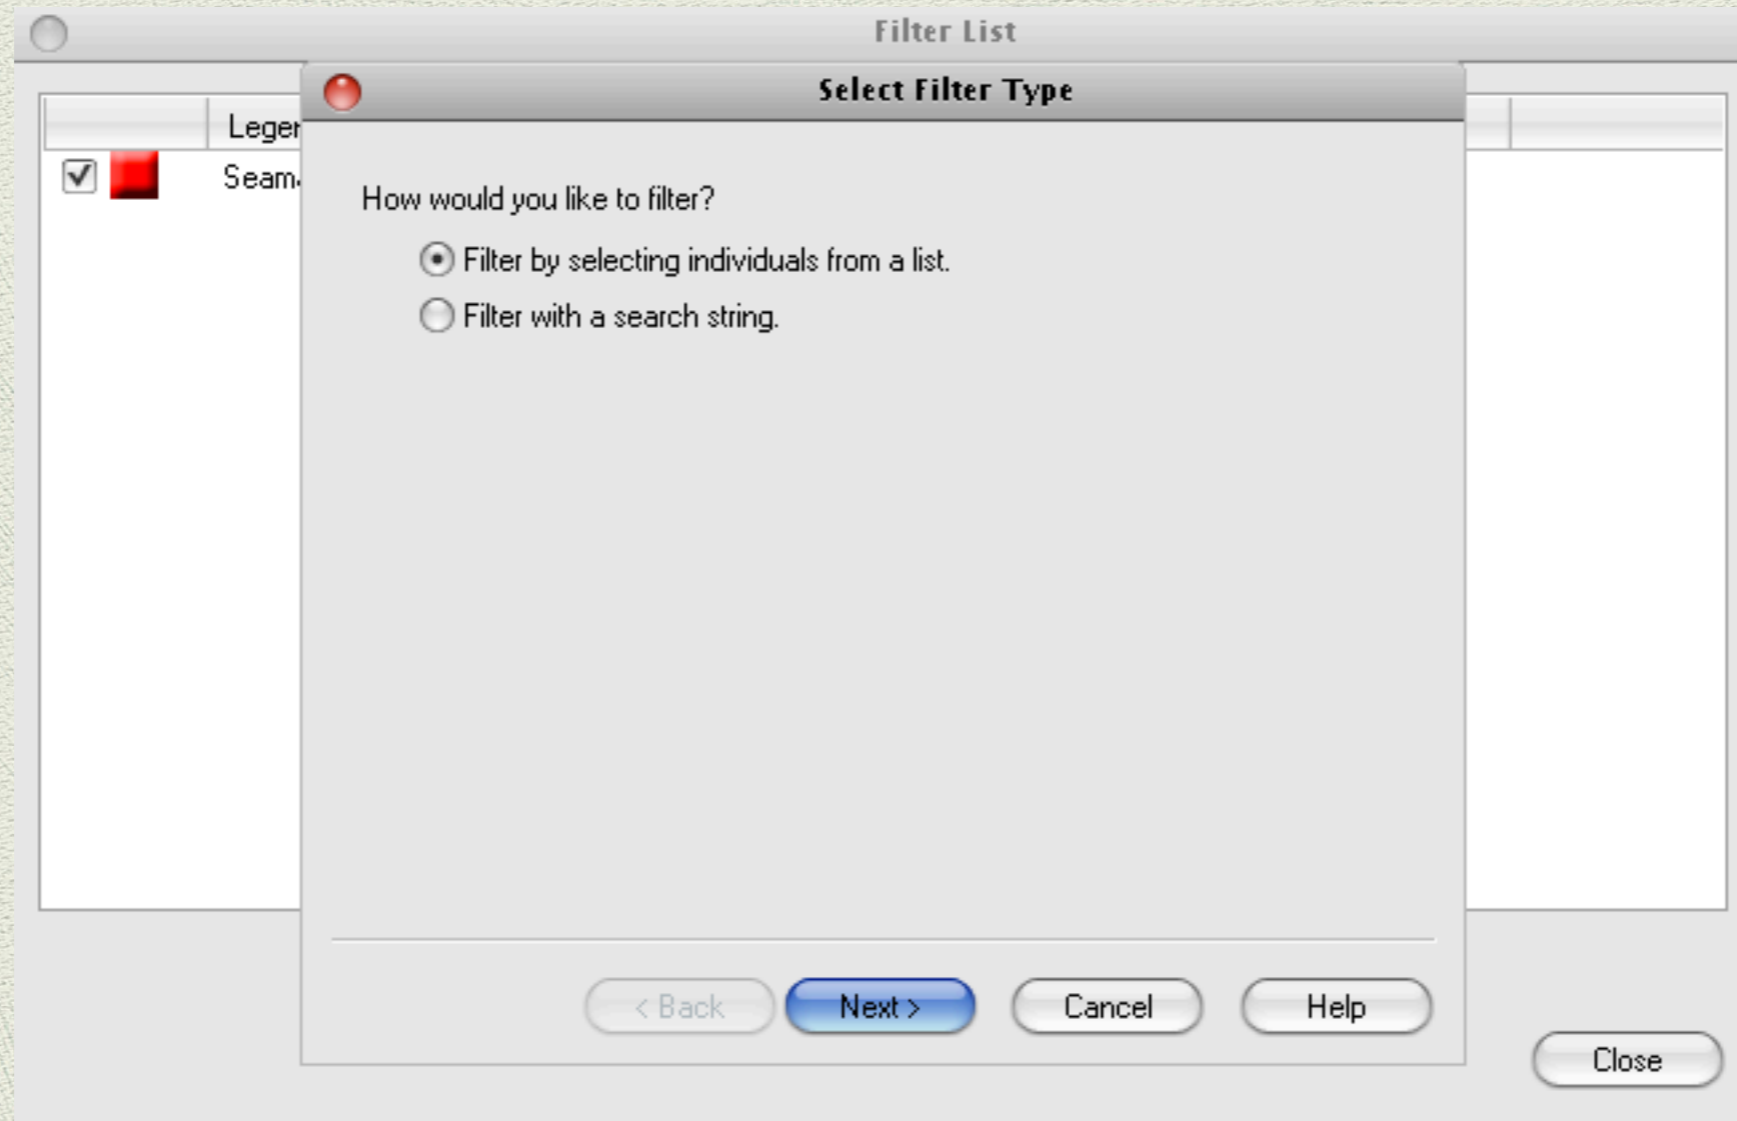 Filter List
Select Filter Type
How would you like to filter?
Filter by selecting individuals from a list.
Filter with a search string.
< Back
Next >
Cancel
Help
Close